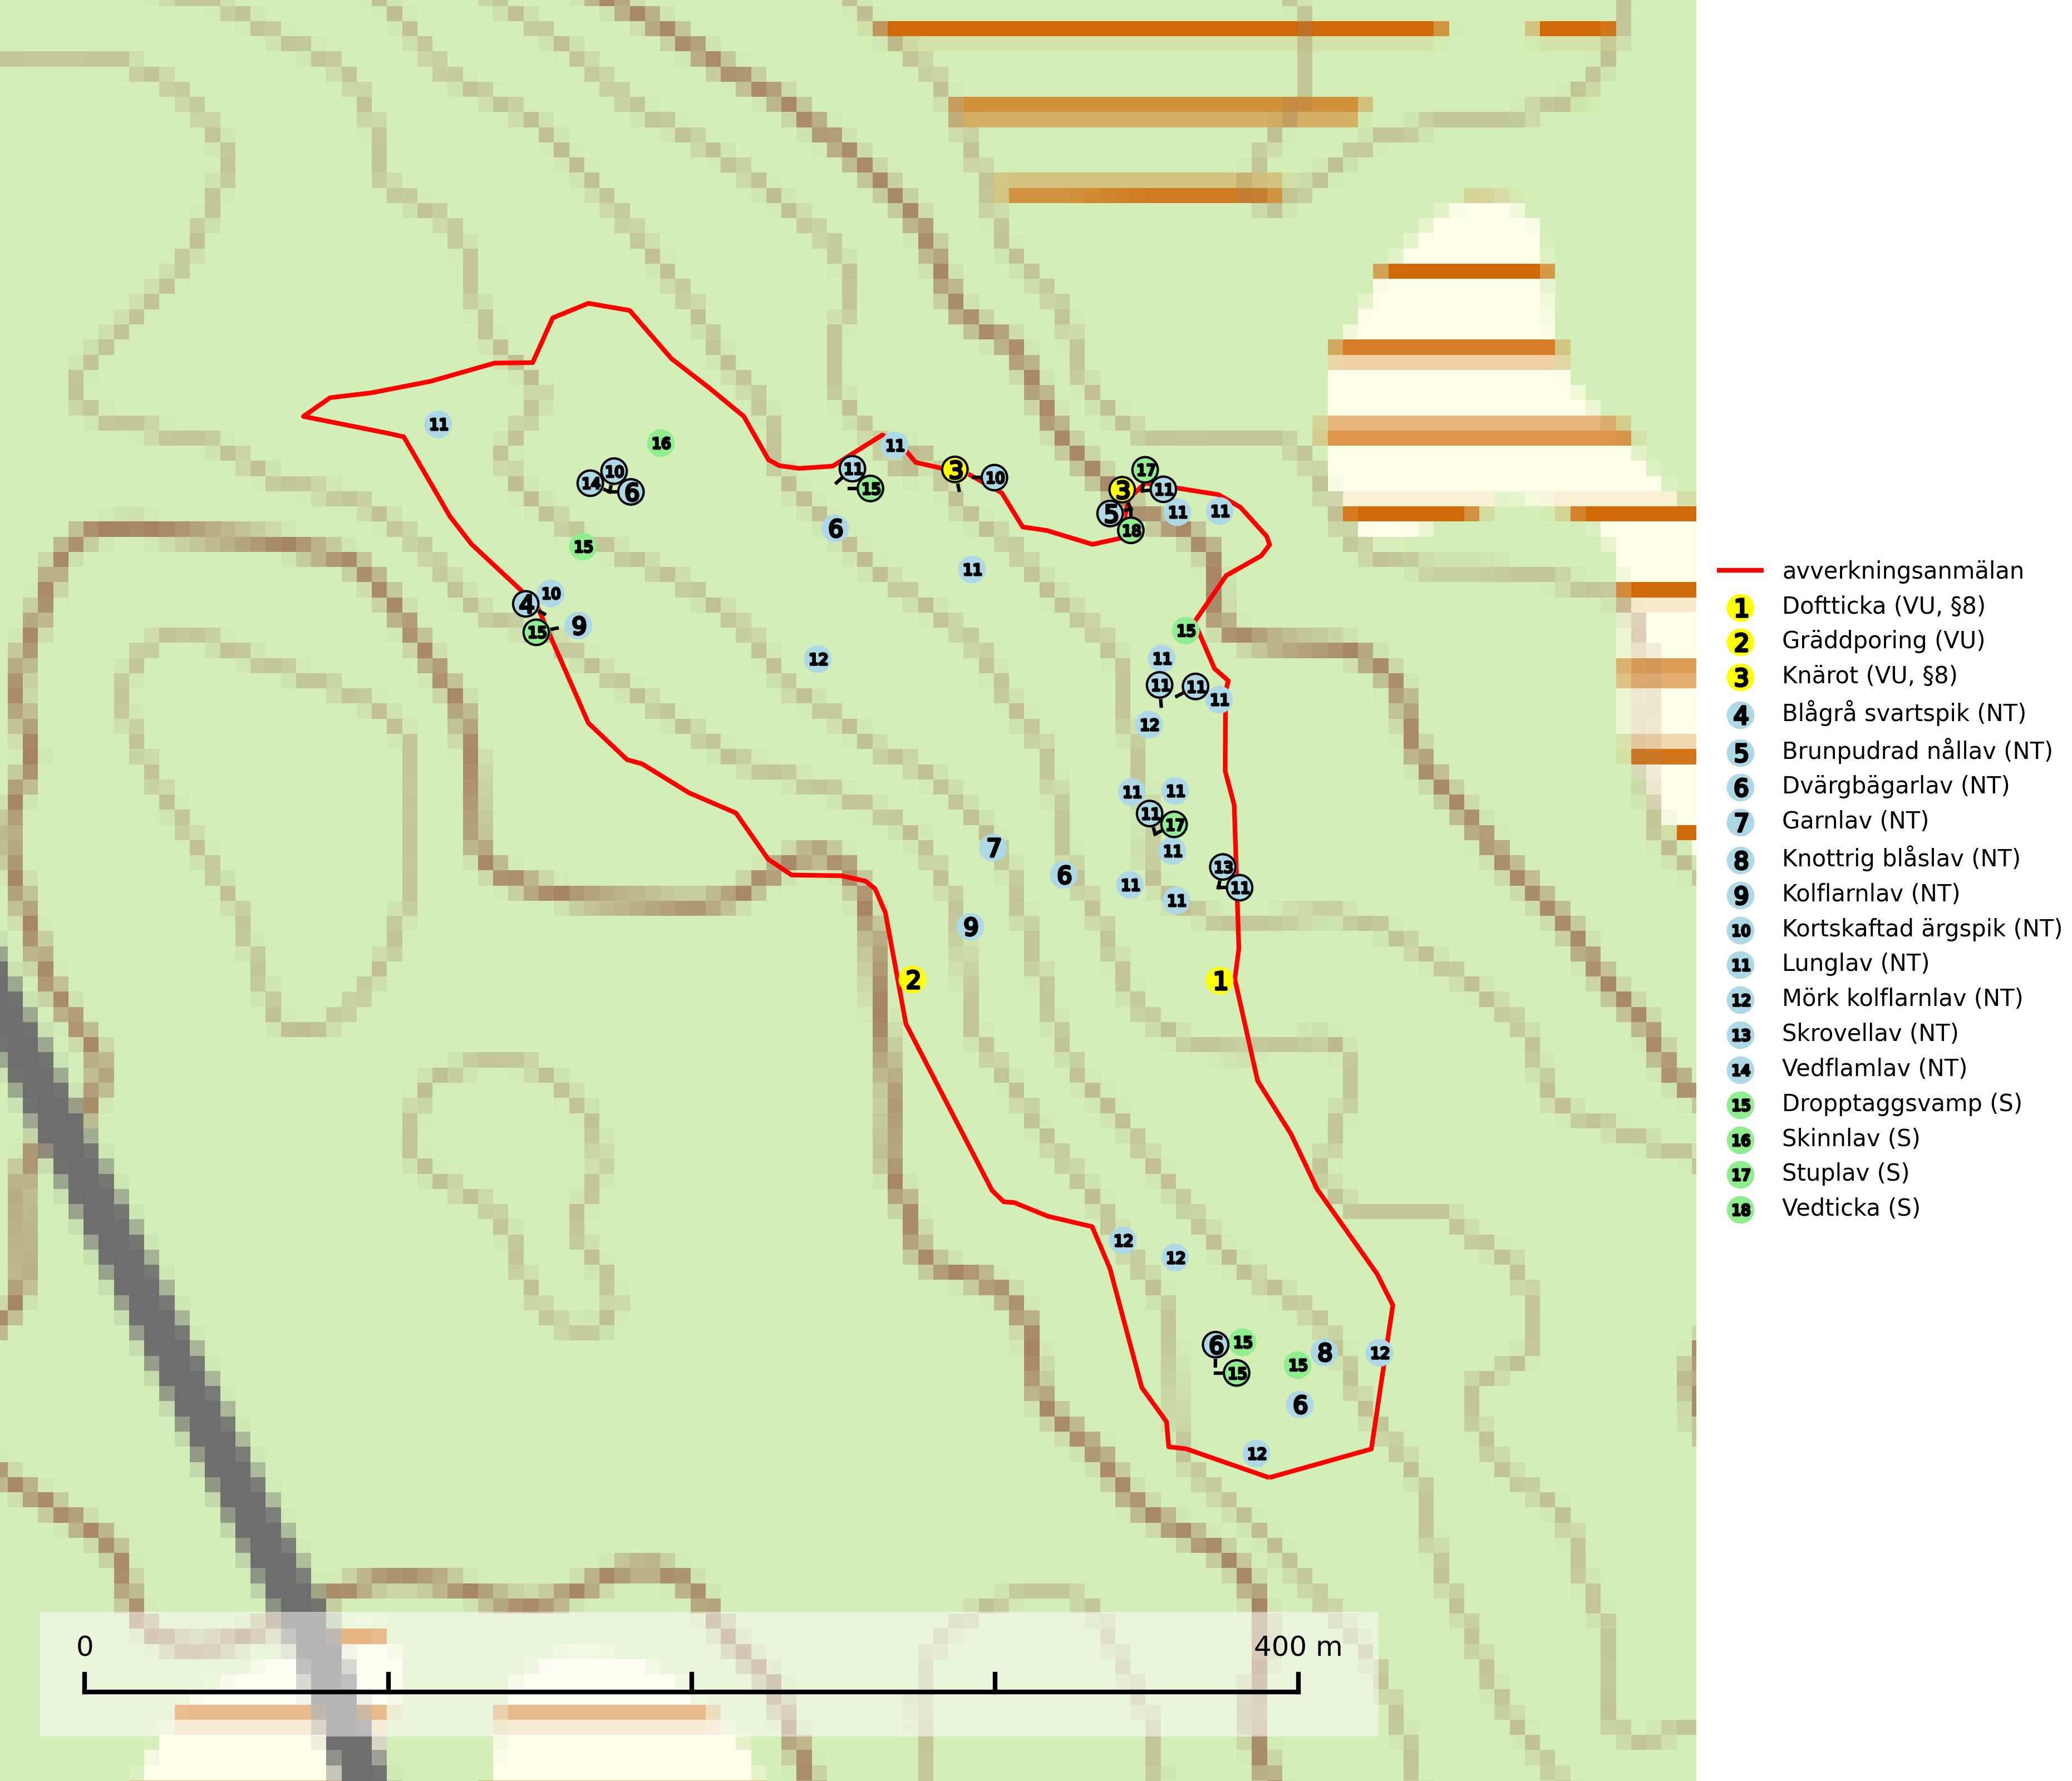 16
11
10
14
6
15
11
11
15
3
10
17
3
11
5
11
11
18
6
11
15
10
4
9
15
12
15
11
11
11
11
12
11
11
11
17
11
7
6
11
13
11
11
9
2
1
12
12
6
15
15
15
8
12
6
12
0
400 m
avverkningsanmälan
1 Doftticka (VU, §8)
2 Gräddporing (VU)
3 Knärot (VU, §8)
4 Blågrå svartspik (NT)
5 Brunpudrad nållav (NT)
6 Dvärgbägarlav (NT)
7 Garnlav (NT)
8 Knottrig blåslav (NT)
9 Kolflarnlav (NT)
10 Kortskaftad ärgspik (NT)
11 Lunglav (NT)
12 Mörk kolflarnlav (NT)
13 Skrovellav (NT)
14 Vedflamlav (NT)
15 Dropptaggsvamp (S)
16 Skinnlav (S)
17 Stuplav (S)
18 Vedticka (S)